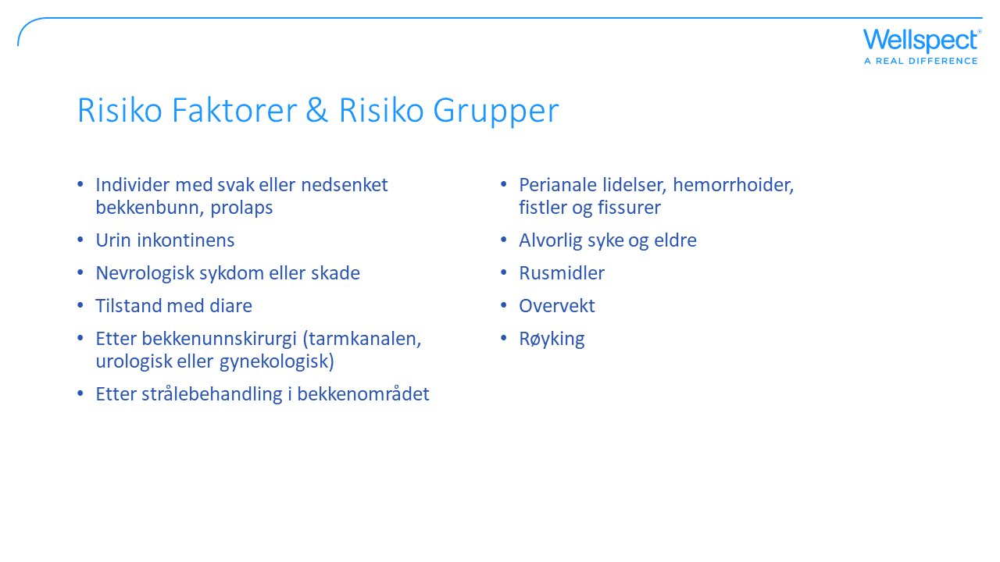 Wellspect®
A REAL DIFFERENCE
Risiko Faktorer & Risiko Grupper
• Individer med svak eller nedsenket
bekkenbunn, prolaps
• Urin inkontinens
• Nevrologisk sykdom eller skade
• Tilstand med diare
• Etter bekkenunnskirurgi (tarmkanalen,
urologisk eller gynekologisk)
• Etter strålebehandling i bekkenområdet
• Perianale lidelser, hemorrhoider,
fistler og fissurer
• Alvorlig syke og eldre
• Rusmidler
• Overvekt
• Røyking